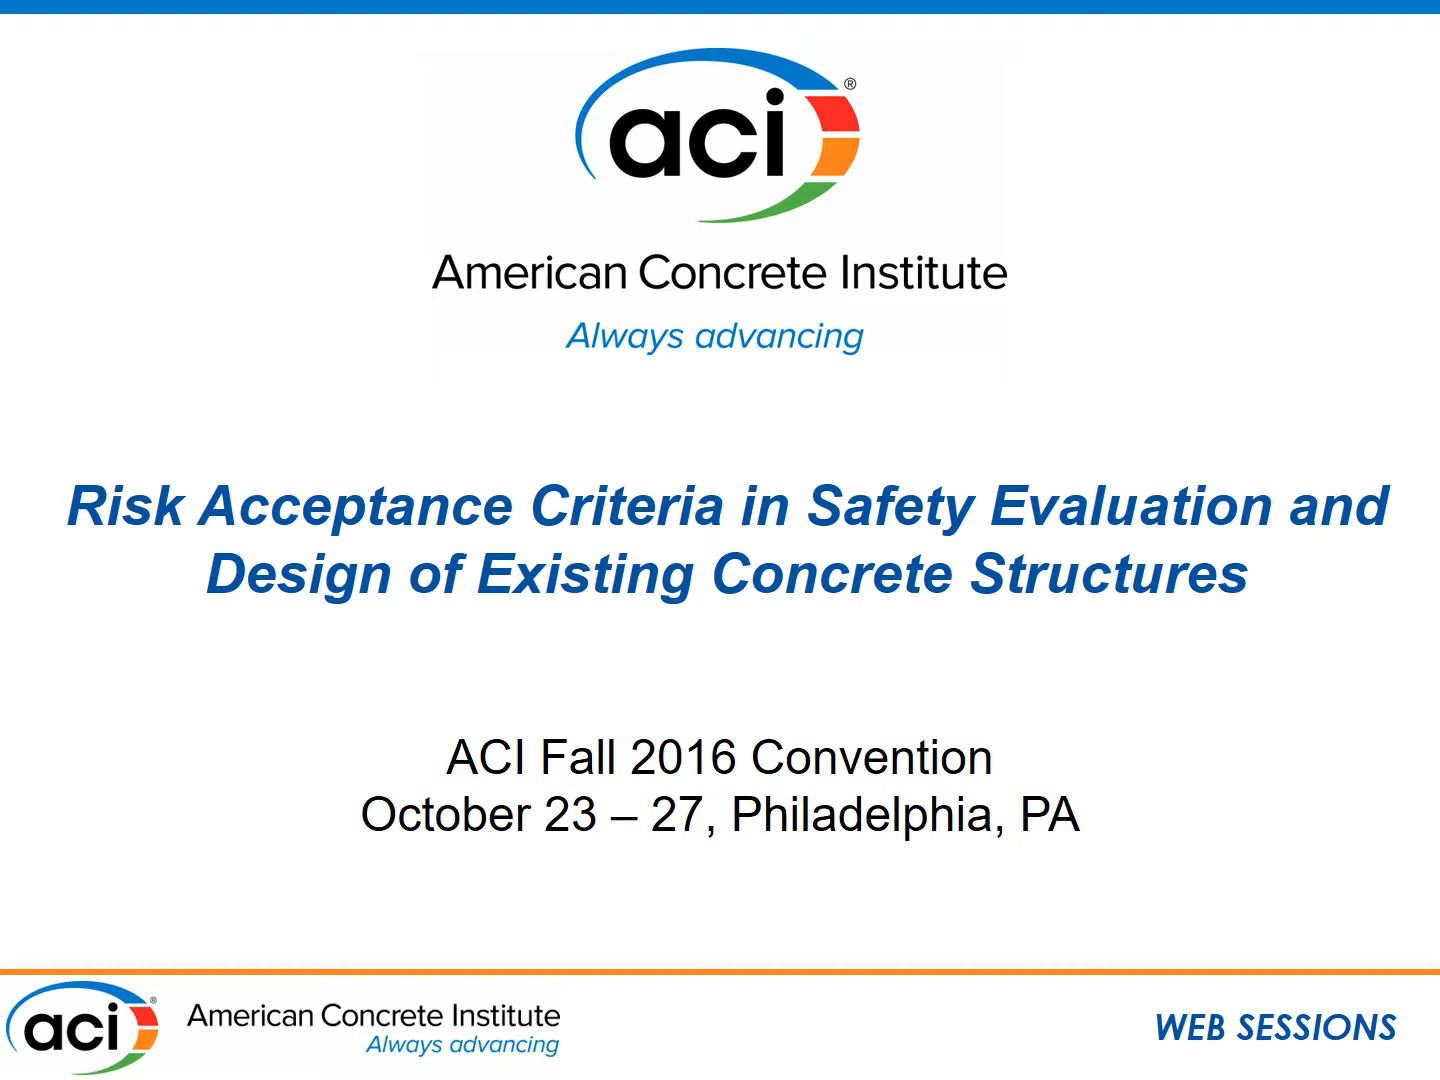 aci®
American Concrete Institute
Always advancing
Risk Acceptance Criteria in Safety Evaluation and
Design of Existing Concrete Structures
ACI Fall 2016 Convention
October 23 – 27, Philadelphia, PA
aci®
American Concrete Institute
Always advancing
WEB SESSIONS